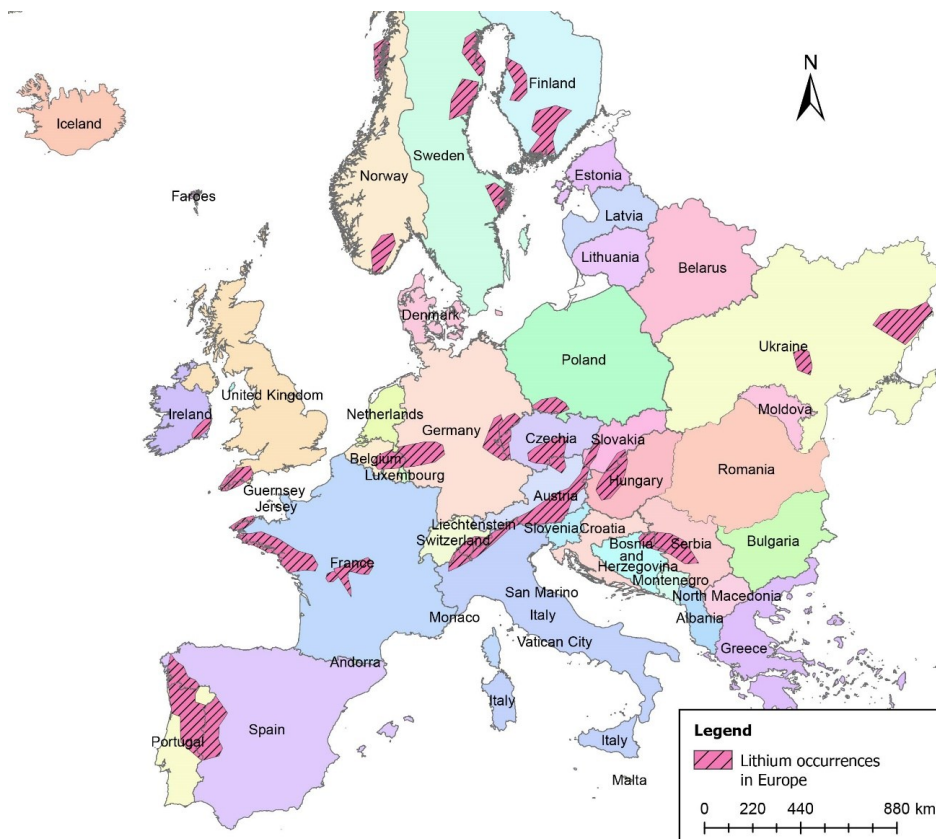 N
Iceland
Finland
Sweden
Norway
Faroes
Estonia
Latvia
Lithuania
Belarus
Denmark
Ukraine
Poland
United Kingdom
Ireland
Netherlands
Moldova
Germany
Czechia
Slovakia
Belgium
Luxembourg
Hungary
Romania
Guernsey
Jersey
Austria
Liechtenstein
Switzerland
Slovenia
Croatia
Bosnia
and
Herzegovina
Serbia
Bulgaria
France
Montenegro
North Macedonia
San Marino
Albania
Monaco
Italy
Vatican City
Greece
Andorra
Italy
Spain
Portugal
Italy
Malta
Legend
Lithium occurrences
in Europe
0 220 440 880 km